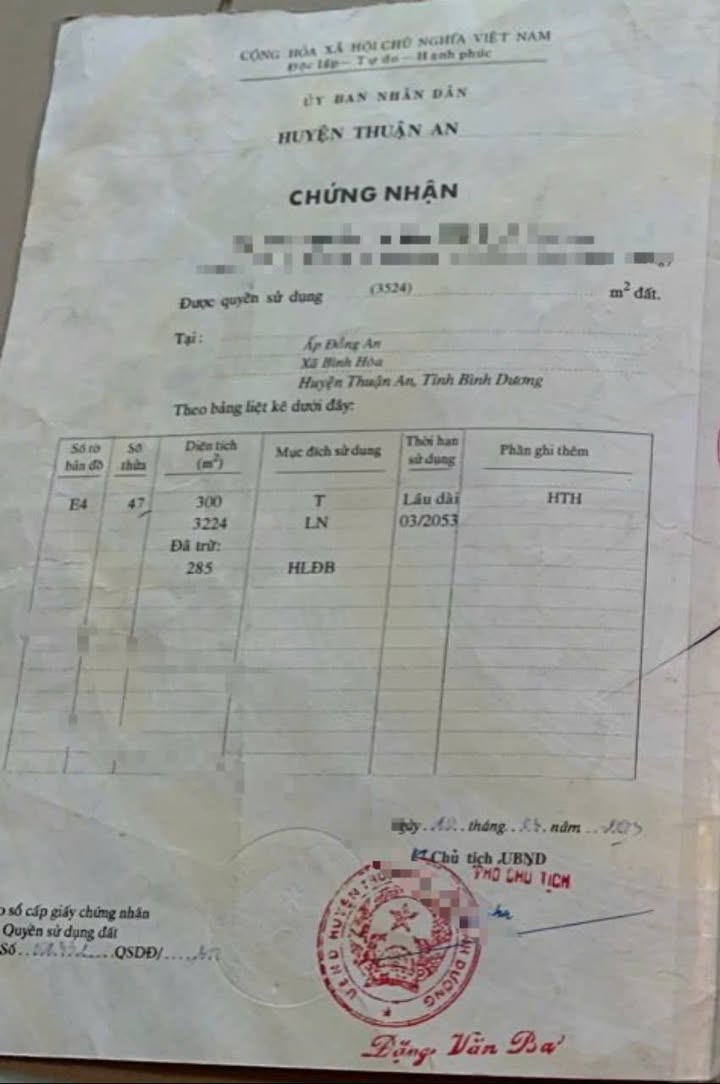 CỘNG HÒA XÃ HỘI CHỦ NGHĨA VIỆT NAM
Độc lập - Tự do - Hạnh phúc
ỦY BAN NHÂN DÂN
HUYỆN THUẬN AN
CHỨNG NHẬN
Được quyền sử dụng (3524) m² đất.
Tại: Ấp Đồng An
Xã Bình Hòa
Huyện Thuận An, Tỉnh Bình Dương
Theo bảng liệt kê dưới đây:
Số tờ bản đồ Số thửa Diện tích (m²) Mục đích sử dụng Thời hạn sử dụng Phần ghi thêm
E4 47 300 T Lâu dài HTH
3224 LN 03/2053
Đã trừ:
285 HLĐB
Ngày tháng năm
Chủ tịch UBND
PHÓ CHỦ TỊCH
sổ cấp giấy chứng nhận
Quyền sử dụng đất
Số QSDĐ/
Đặng Văn Ba